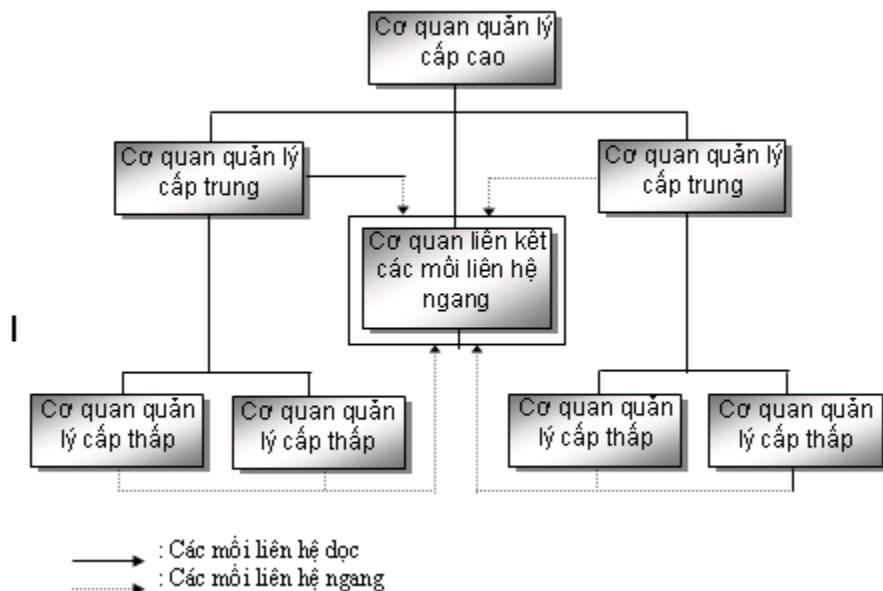 Cơ quan quản lý
cấp cao
Cơ quan quản lý
cấp trung
Cơ quan quản lý
cấp trung
Cơ quan liên kêt
các mối liên hệ
ngang
Cơ quan quản
lý cấp thấp
Cơ quan quản
lý cấp thấp
Cơ quan quản
lý cấp thấp
Cơ quan quản
lý cấp thấp
: Các mối liên hệ dọc
: Các mối liên hệ ngang